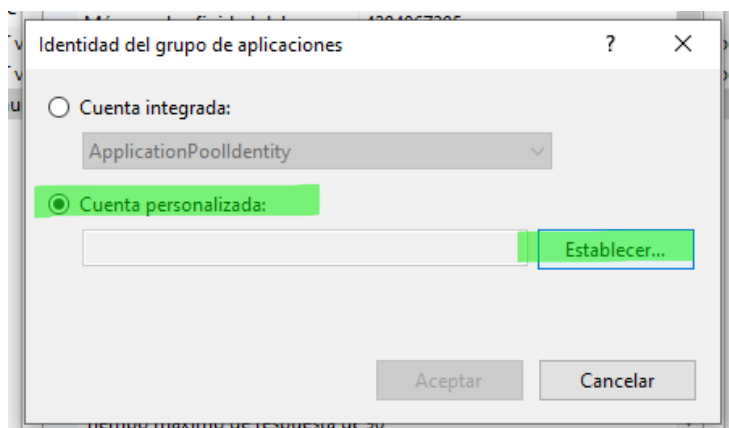 Identidad del grupo de aplicaciones ? X
Cuenta integrada:
ApplicationPoolIdentity
Cuenta personalizada:
Establecer...
Aceptar Cancelar